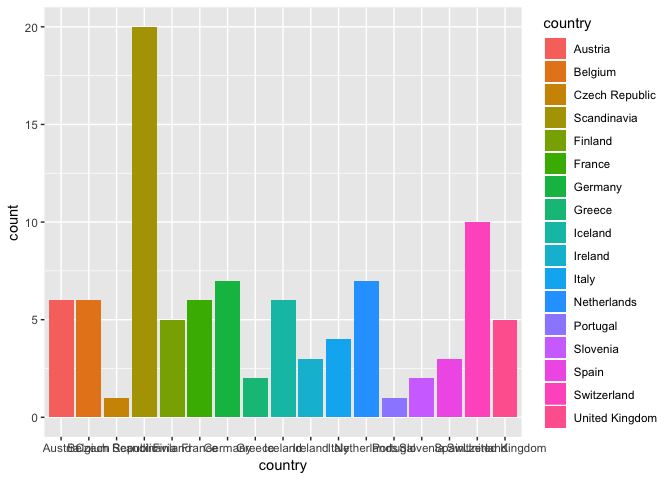 country
Austria
Belgium
Czech Republic
Scandinavia
Finland
France
Germany
Greece
Iceland
Ireland
Italy
Netherlands
Portugal
Slovenia
Spain
Switzerland
United Kingdom
20
15
10
5
0
count
Austria Belgium Czech Republic Scandinavia Finland France Germany Greece Iceland Ireland Italy Netherlands Portugal Slovenia Spain Switzerland United Kingdom
country